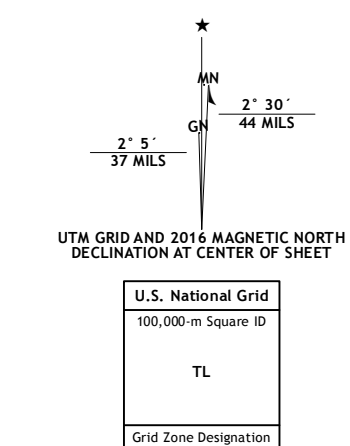 MN
GN
2° 30´
44 MILS
2° 5´
37 MILS
UTM GRID AND 2016 MAGNETIC NORTH
DECLINATION AT CENTER OF SHEET
U.S. National Grid
100,000-m Square ID
TL
Grid Zone Designation